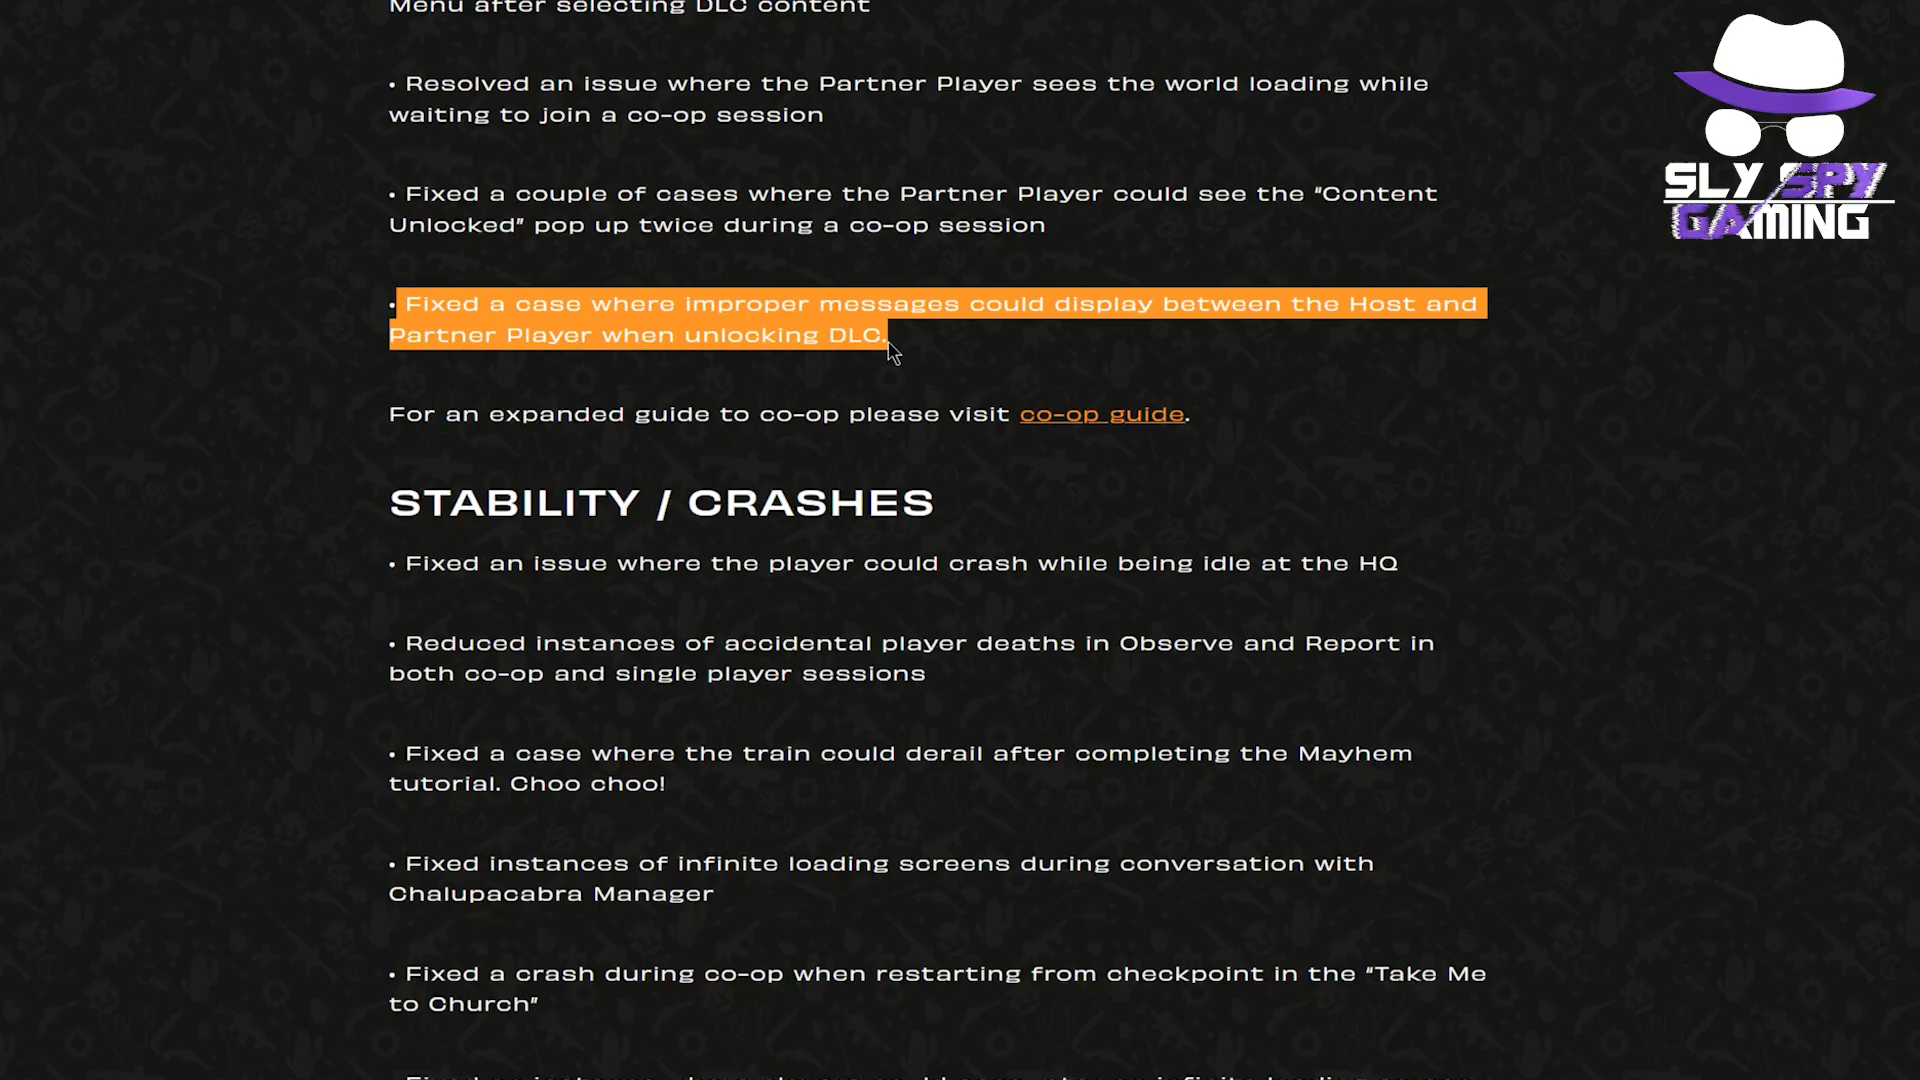 Menu after selecting DLC content
• Resolved an issue where the Partner Player sees the world loading while
waiting to join a co-op session
• Fixed a couple of cases where the Partner Player could see the "Content
Unlocked" pop up twice during a co-op session
• Fixed a case where improper messages could display between the Host and
Partner Player when unlocking DLC.
For an expanded guide to co-op please visit co-op guide.
STABILITY / CRASHES
• Fixed an issue where the player could crash while being idle at the HQ
• Reduced instances of accidental player deaths in Observe and Report in
both co-op and single player sessions
• Fixed a case where the train could derail after completing the Mayhem
tutorial. Choo choo!
• Fixed instances of infinite loading screens during conversation with
Chalupacabra Manager
• Fixed a crash during co-op when restarting from checkpoint in the "Take Me
to Church"
SLY SPY
GAMING